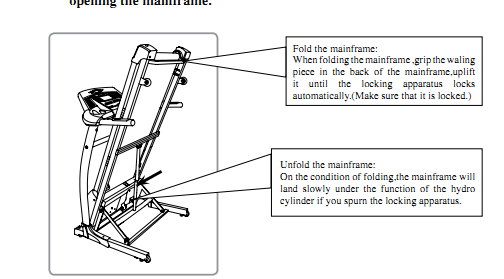 opening the mainframe.
Fold the mainframe:
When folding the mainframe ,grip the waling
piece in the back of the mainframe,uplift
it until the locking apparatus locks
automatically.(Make sure that it is locked.)
Unfold the mainframe:
On the condition of folding,the mainframe will
land slowly under the function of the hydro
cylinder if you spurn the locking apparatus.